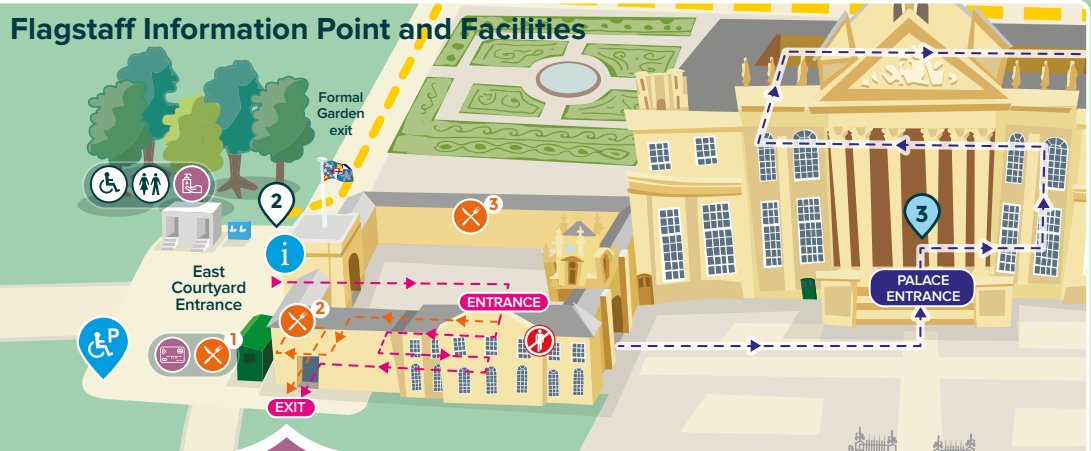 Flagstaff Information Point and Facilities
Formal
Garden
exit
2
3
3
i
East
Courtyard
Entrance
PALACE
ENTRANCE
ENTRANCE
2
P
1
EXIT